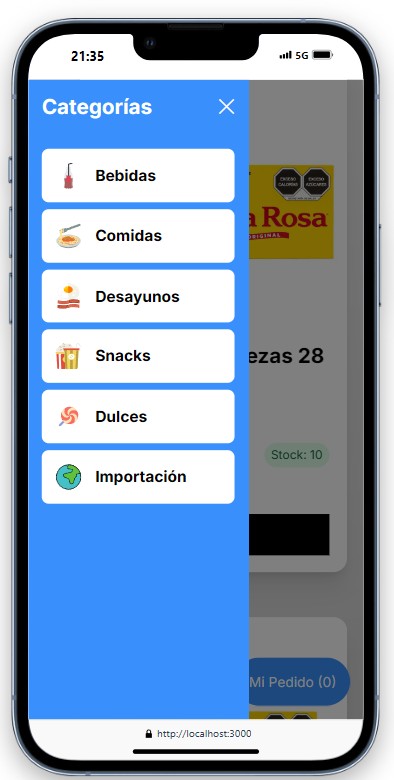 21:35
5G
Categorías
Bebidas
Comidas
Desayunos
Snacks
Dulces
Importación
EXCESO CALORÍAS
EXCESO AZÚCARES
a Rosa
ORIGINAL
ezas 28
Stock: 10
Mi Pedido (0)
http://localhost:3000